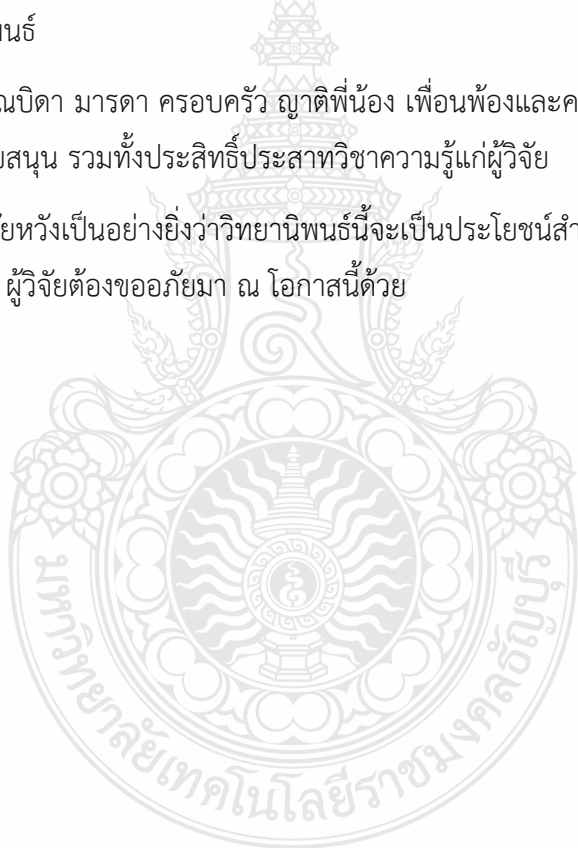 นธ์
บิดา มารดา ครอบครัว ญาติพี่น้อง เพื่อนพ้องและค
สนุน รวมทั้งประสิทธิ์ประสาทวิชาความรู้แก่ผู้วิจัย
ัยหวังเป็นอย่างยิ่งว่าวิทยานิพนธ์นี้จะเป็นประโยชน์สำ
ผู้วิจัยต้องขออภัยมา ณ โอกาสนี้ด้วย
มหาวิทยาลัยเทคโนโลยีราชมงคลธัญบุรี